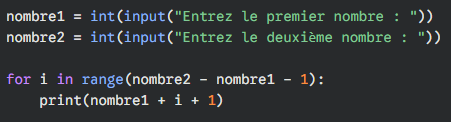 nombre1 = int(input("Entrez le premier nombre : "))
nombre2 = int(input("Entrez le deuxième nombre : "))
for i in range(nombre2 - nombre1 - 1):
    print(nombre1 + i + 1)